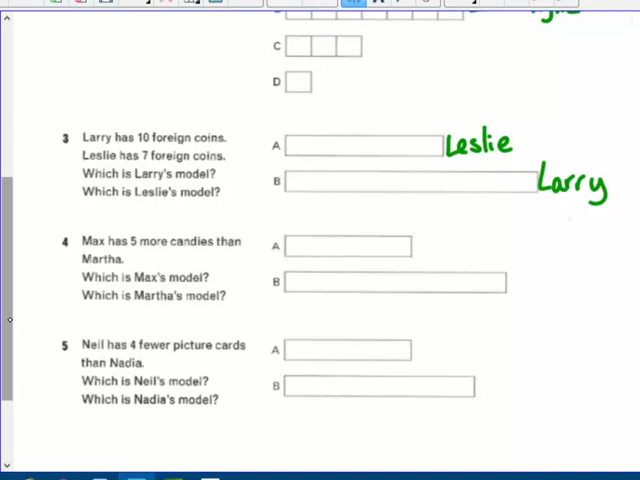 C
D
3 Larry has 10 foreign coins.
Leslie has 7 foreign coins.
Which is Larry's model?
Which is Leslie's model?
A Leslie
B Larry
4 Max has 5 more candies than
Martha.
Which is Max's model?
Which is Martha's model?
A
B
5 Neil has 4 fewer picture cards
than Nadia.
Which is Neil's model?
Which is Nadia's model?
A
B